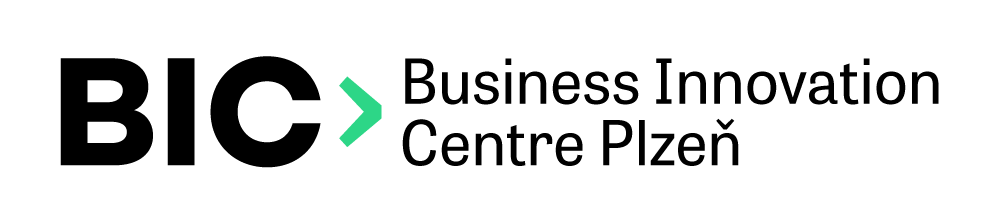 BIC
Business Innovation
Centre Plzeň